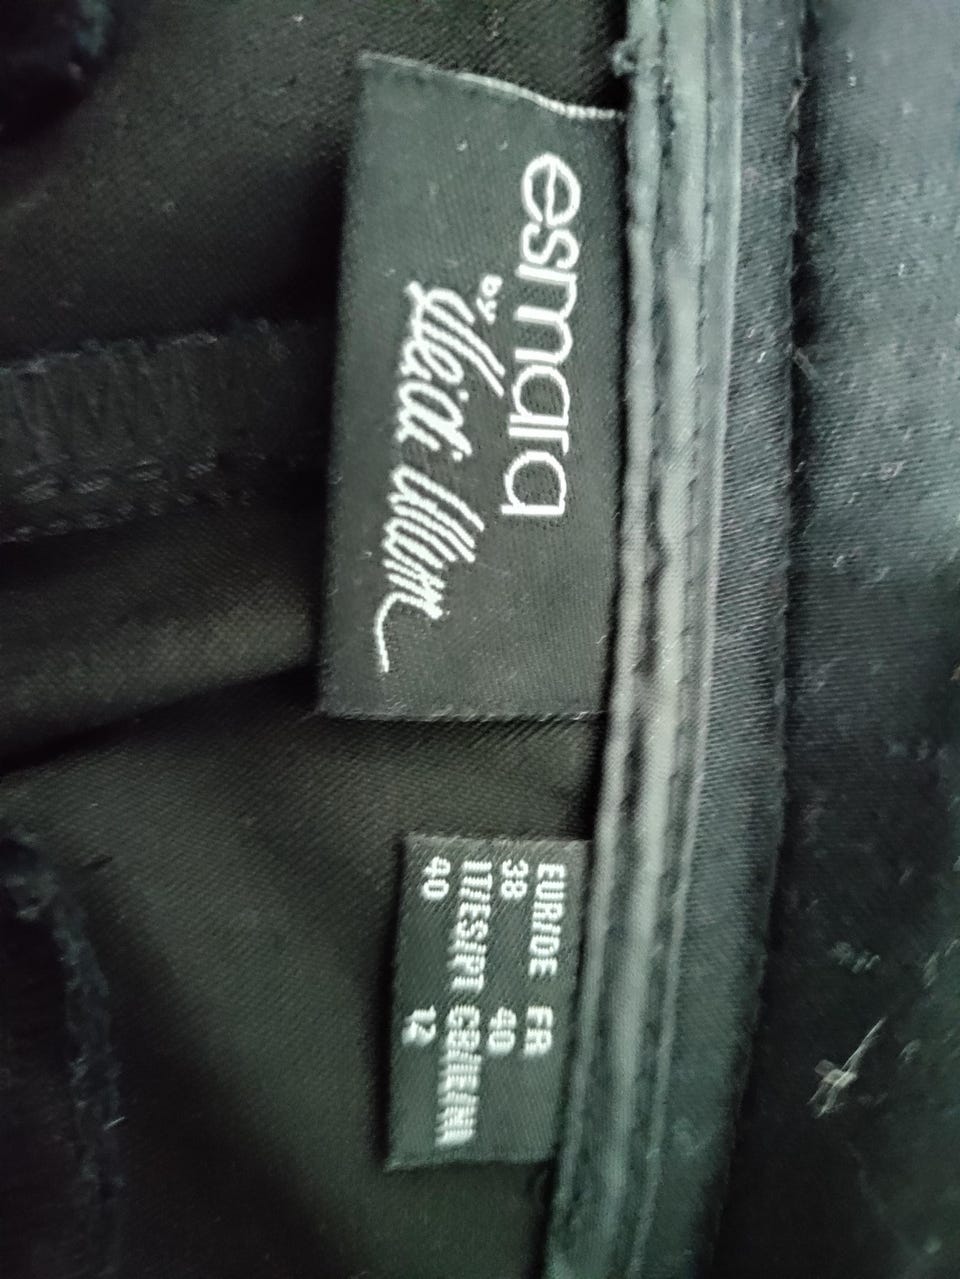 esmara
BY
Heidi Klum
EUR/DE FR
38 40
IT/ES/PT GB/IE/NI
40 12